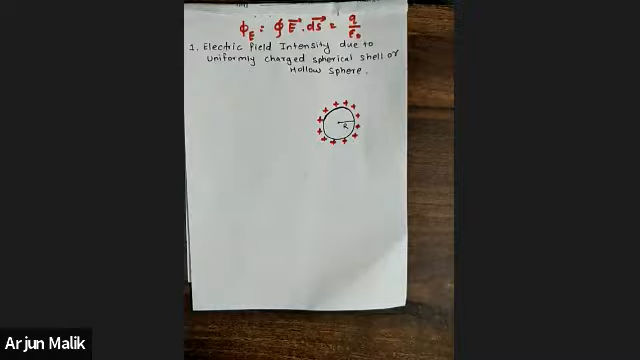 ϕE = ∮ E⃗ . ds⃗ = q/ε₀
1. Electric Field Intensity due to
Uniformly charged spherical shell or
Hollow Sphere.
R
Arjun Malik